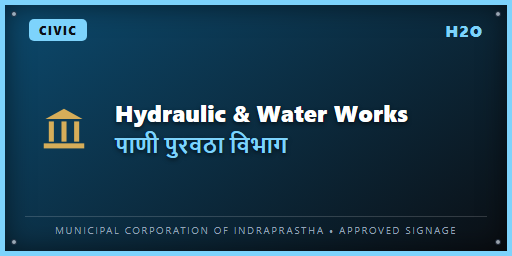 CIVIC
H2O
Hydraulic & Water Works
पाणी पुरवठा विभाग
MUNICIPAL CORPORATION OF INDRAPRASTHA • APPROVED SIGNAGE